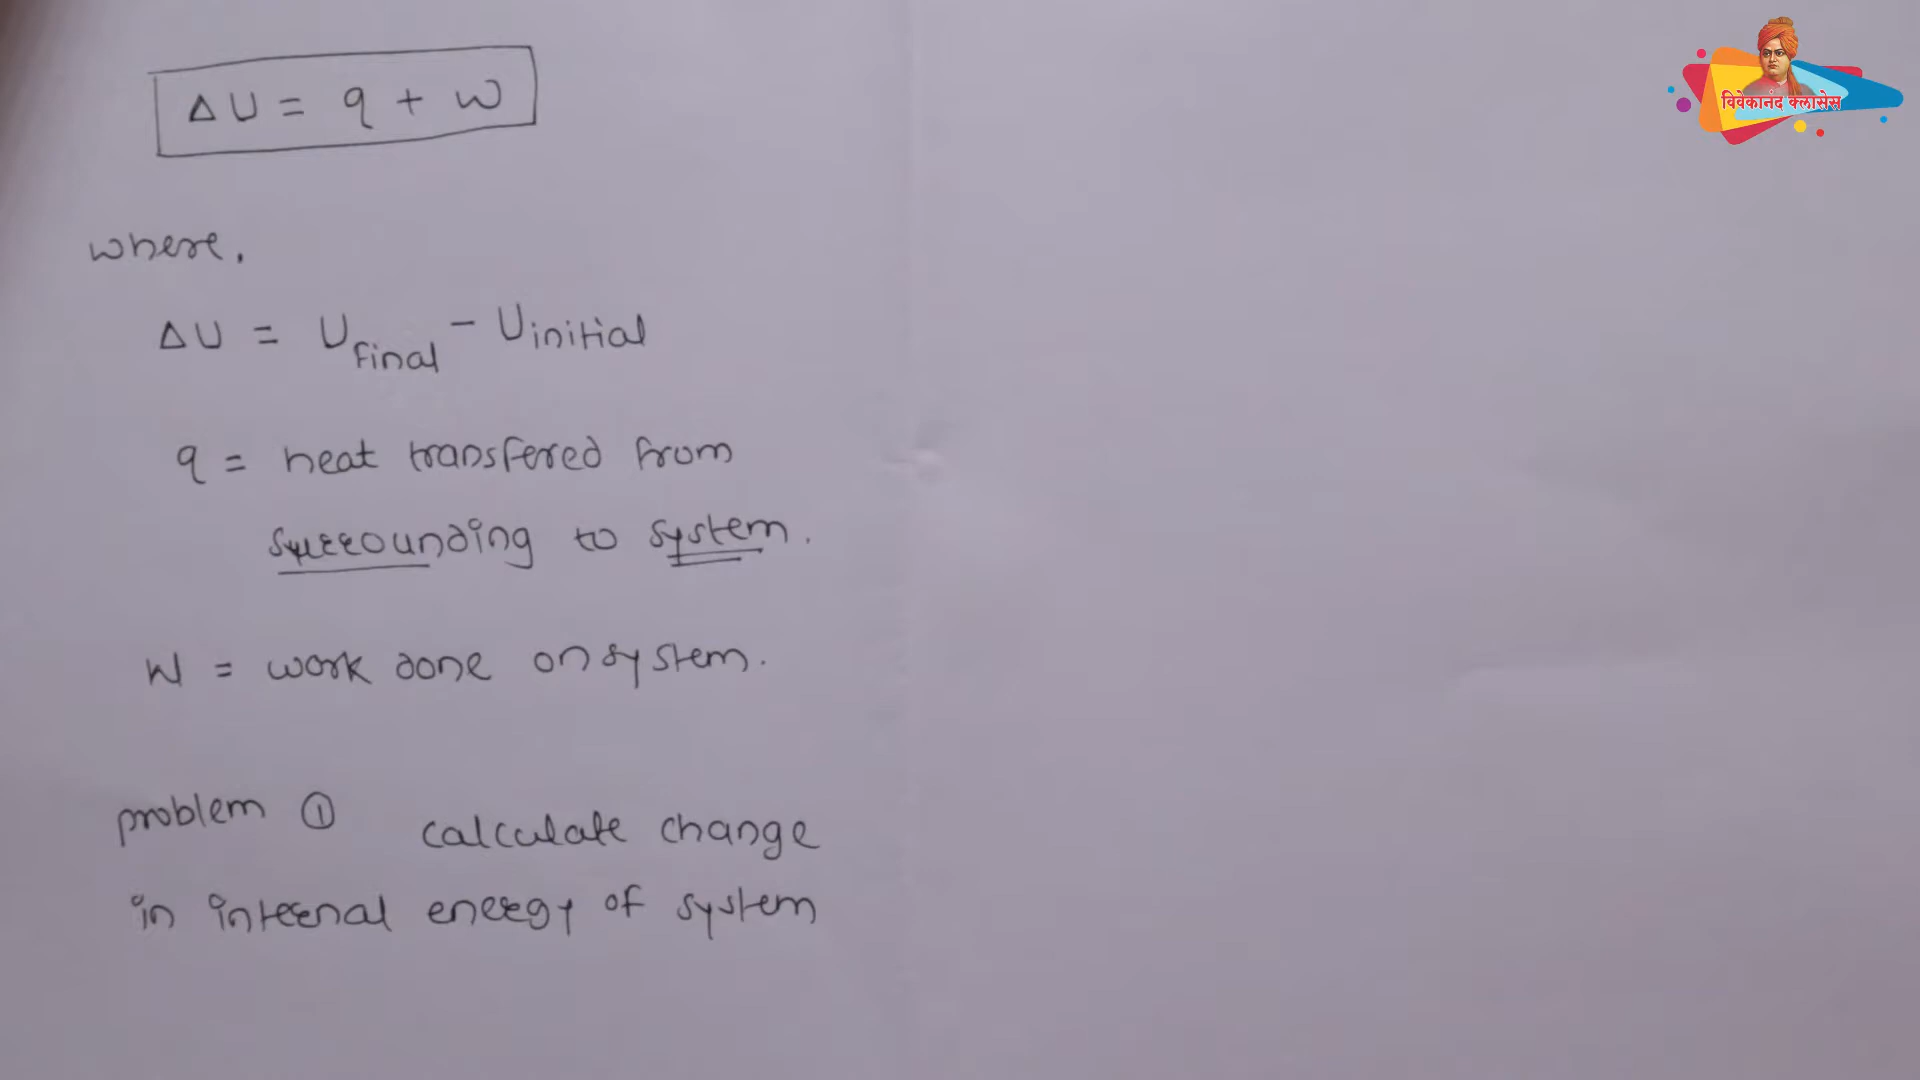 ΔU = q + W
where,
ΔU = U final - U initial
q = heat transfered from
surrounding to system.
W = work done on system.
problem ① calculate change
in internal energy of system
विवेकानंद क्लासेस